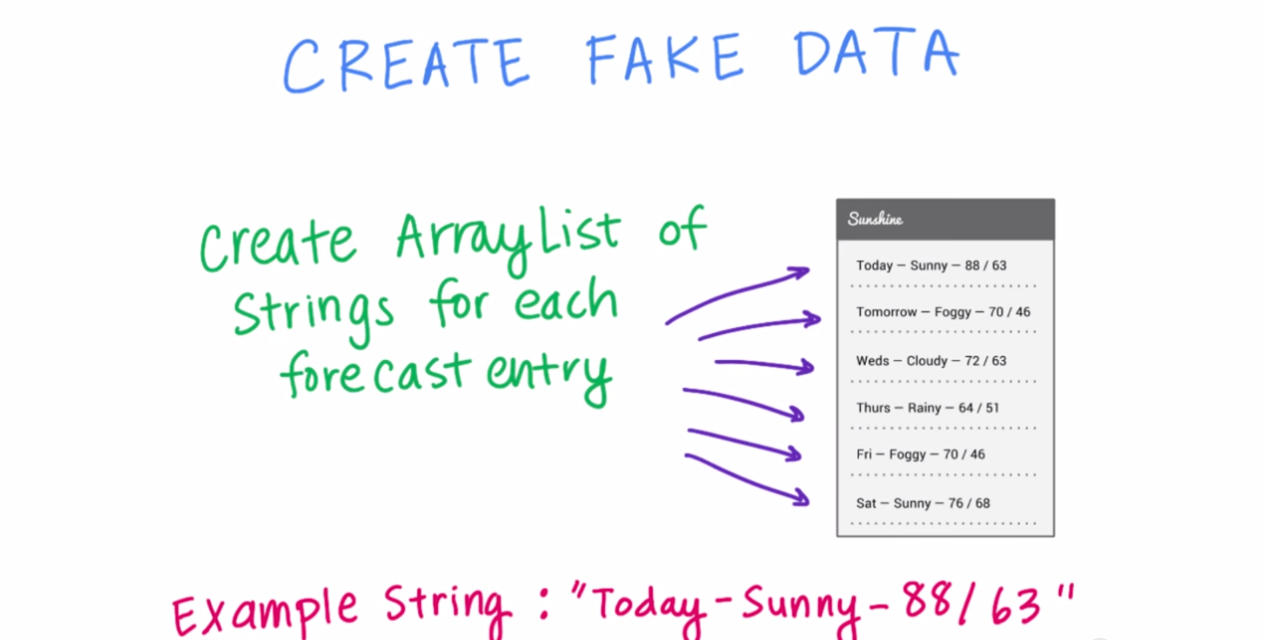 CREATE FAKE DATA
Create ArrayList of
Strings for each
forecast entry
Sunshine
Today – Sunny – 88 / 63
Tomorrow – Foggy – 70 / 46
Weds – Cloudy – 72 / 63
Thurs – Rainy – 64 / 51
Fri – Foggy – 70 / 46
Sat – Sunny – 76 / 68
Example String : "Today-Sunny-88/63"